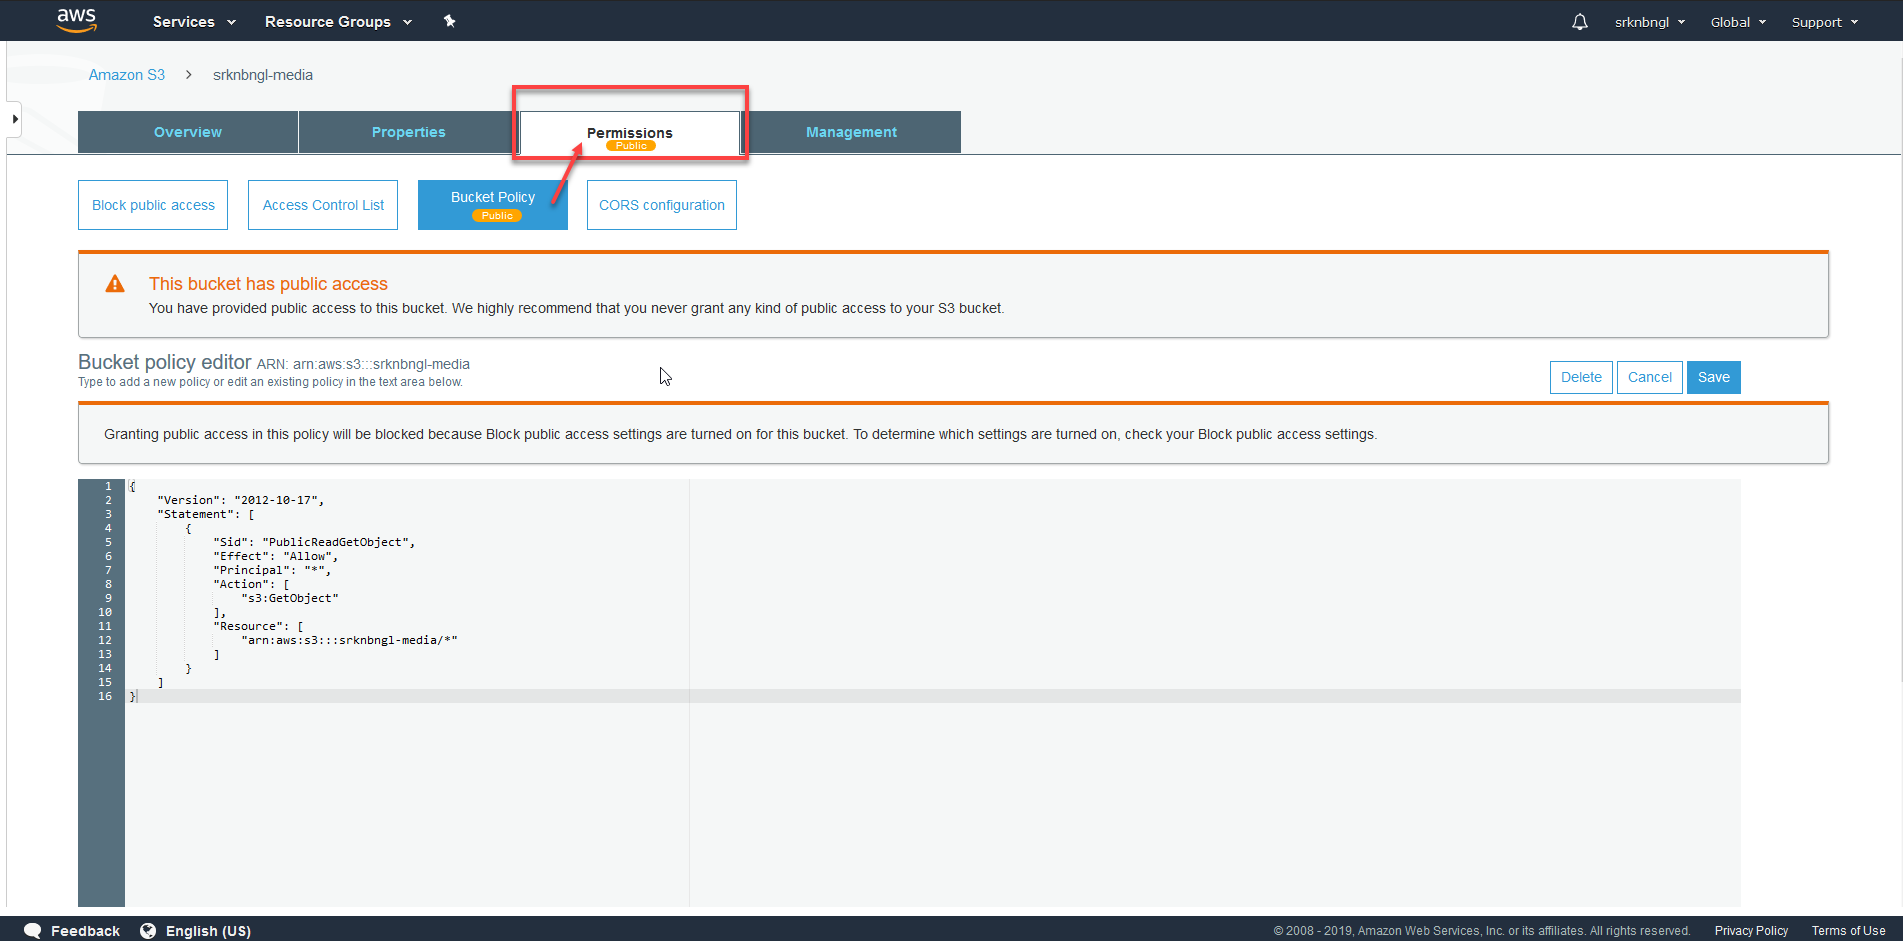 aws Services Resource Groups srknbngl Global Support
Amazon S3 > srknbngl-media
Overview Properties Permissions Management
Public
Block public access Access Control List Bucket Policy CORS configuration
Public
This bucket has public access
You have provided public access to this bucket. We highly recommend that you never grant any kind of public access to your S3 bucket.
Bucket policy editor ARN: arn:aws:s3:::srknbngl-media
Type to add a new policy or edit an existing policy in the text area below.
Delete Cancel Save
Granting public access in this policy will be blocked because Block public access settings are turned on for this bucket. To determine which settings are turned on, check your Block public access settings.
1 {
2 "Version": "2012-10-17",
3 "Statement": [
4 {
5 "Sid": "PublicReadGetObject",
6 "Effect": "Allow",
7 "Principal": "*",
8 "Action": [
9 "s3:GetObject"
10 ],
11 "Resource": [
12 "arn:aws:s3:::srknbngl-media/*"
13 ]
14 }
15 ]
16 }
Feedback English (US) © 2008 - 2019, Amazon Web Services, Inc. or its affiliates. All rights reserved. Privacy Policy Terms of Use